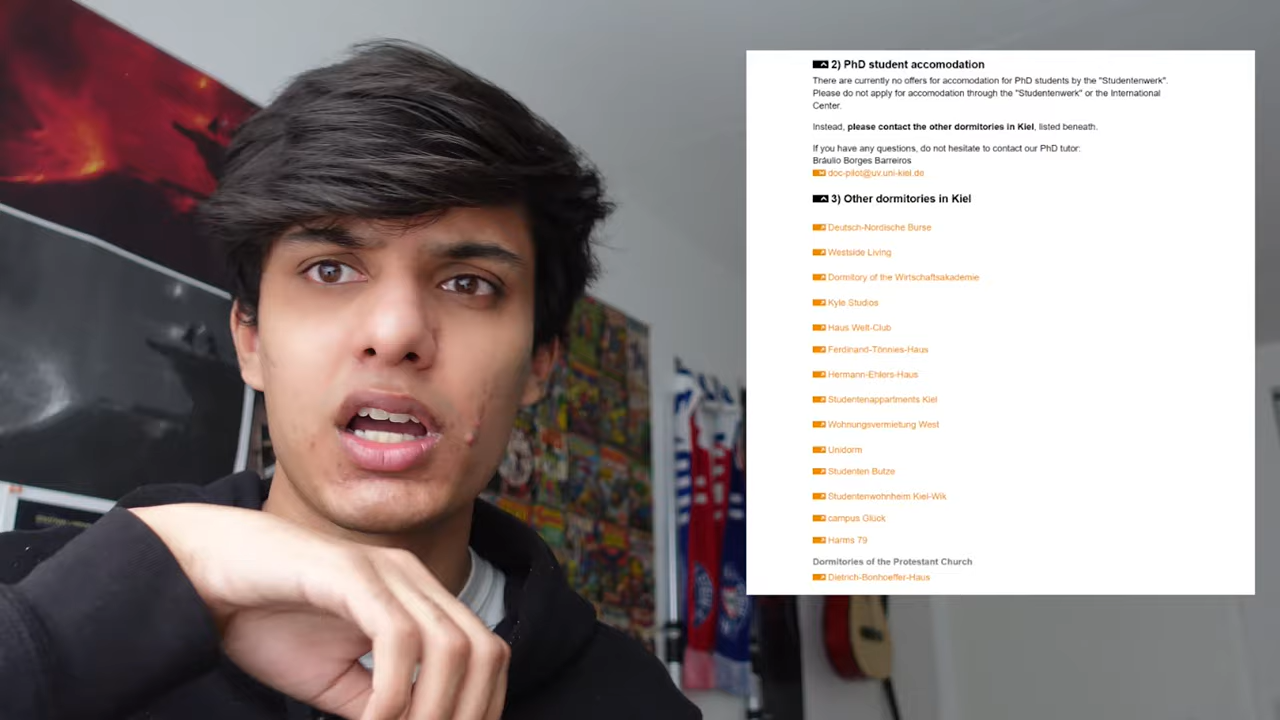 2) PhD student accomodation
There are currently no offers for accomodation for PhD students by the "Studentenwerk".
Please do not apply for accomodation through the "Studentenwerk" or the International
Center.
Instead, please contact the other dormitories in Kiel, listed beneath.
If you have any questions, do not hesitate to contact our PhD tutor:
Bráulio Borges Barreiros
doc-pilot@uv.uni-kiel.de
3) Other dormitories in Kiel
Deutsch-Nordische Burse
Westside Living
Dormitory of the Wirtschaftsakademie
Kyle Studios
Haus Welt-Club
Ferdinand-Tönnies-Haus
Hermann-Ehlers-Haus
Studentenappartments Kiel
Wohnungsvermietung West
Unidorm
Studenten Butze
Studentenwohnheim Kiel-Wik
campus Glück
Harms 79
Dormitories of the Protestant Church
Dietrich-Bonhoeffer-Haus